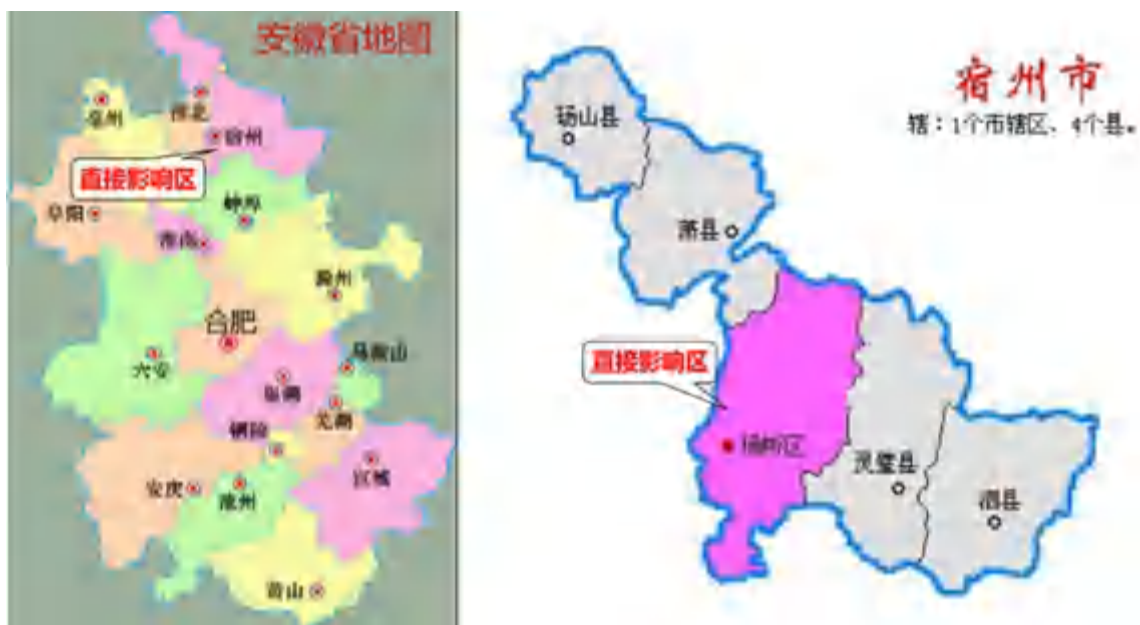 安徽省地图
亳州
淮北
宿州
直接影响区
阜阳
蚌埠
淮南
滁州
合肥
六安
马鞍山
巢湖
芜湖
铜陵
宣城
安庆
池州
黄山
宿州市
辖：1个市辖区、4个县。
砀山县
萧县
直接影响区
埇桥区
灵璧县
泗县